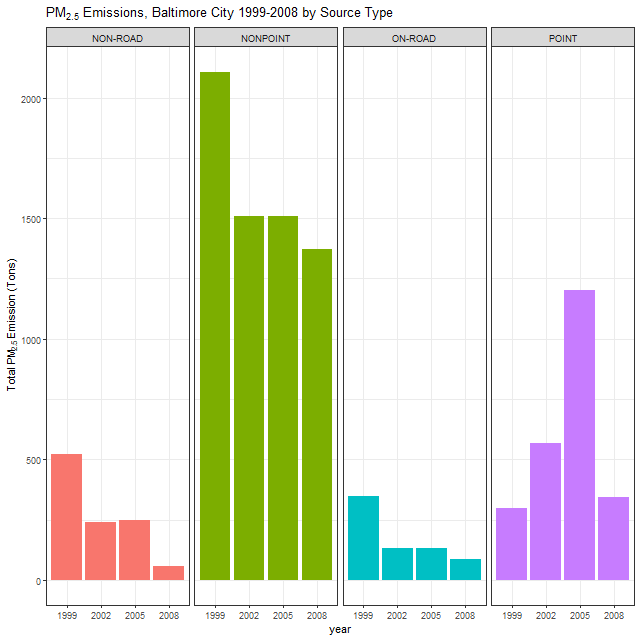 PM2.5 Emissions, Baltimore City 1999-2008 by Source Type
NON-ROAD NONPOINT ON-ROAD POINT
2000
1500
1000
500
0
Total PM2.5 Emission (Tons)
1999 2002 2005 2008 1999 2002 2005 2008 1999 2002 2005 2008 1999 2002 2005 2008
year